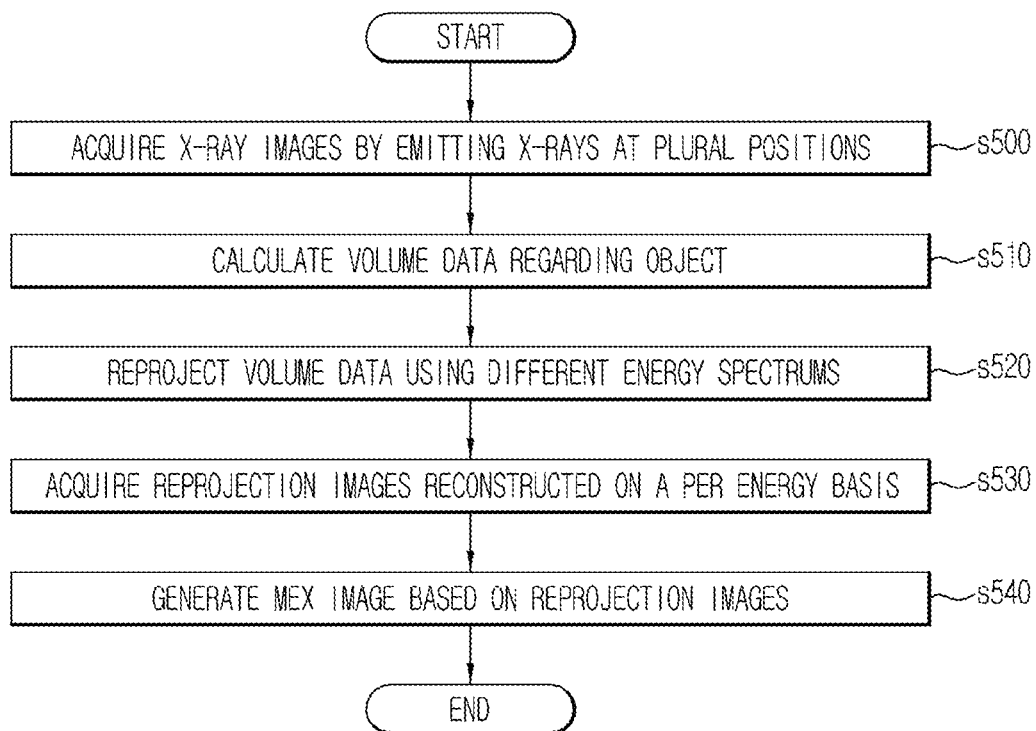 START
ACQUIRE X-RAY IMAGES BY EMITTING X-RAYS AT PLURAL POSITIONS
s500
CALCULATE VOLUME DATA REGARDING OBJECT
s510
REPROJECT VOLUME DATA USING DIFFERENT ENERGY SPECTRUMS
s520
ACQUIRE REPROJECTION IMAGES RECONSTRUCTED ON A PER ENERGY BASIS
s530
GENERATE MEX IMAGE BASED ON REPROJECTION IMAGES
s540
END